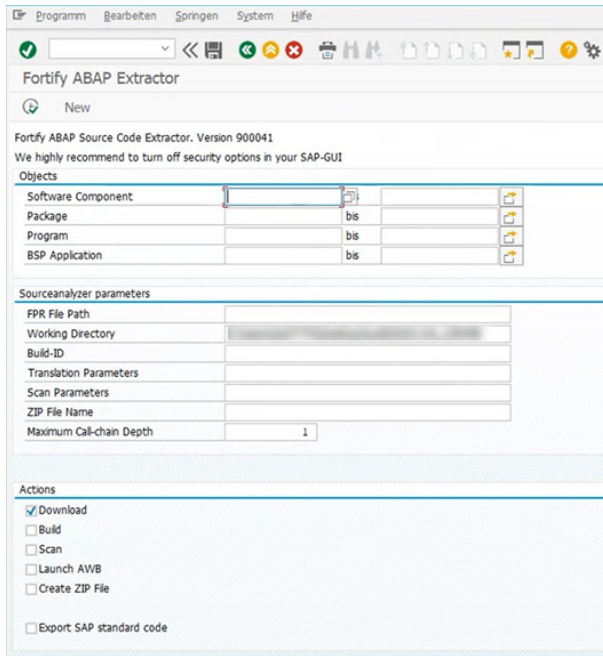 Programm Bearbeiten Springen System Hilfe
Fortify ABAP Extractor
New
Fortify ABAP Source Code Extractor. Version 900041
We highly recommend to turn off security options in your SAP-GUI
Objects
Software Component
Package bis
Program bis
BSP Application bis
Sourceanalyzer parameters
FPR File Path
Working Directory
Build-ID
Translation Parameters
Scan Parameters
ZIP File Name
Maximum Call-chain Depth 1
Actions
Download
Build
Scan
Launch AWB
Create ZIP File
Export SAP standard code